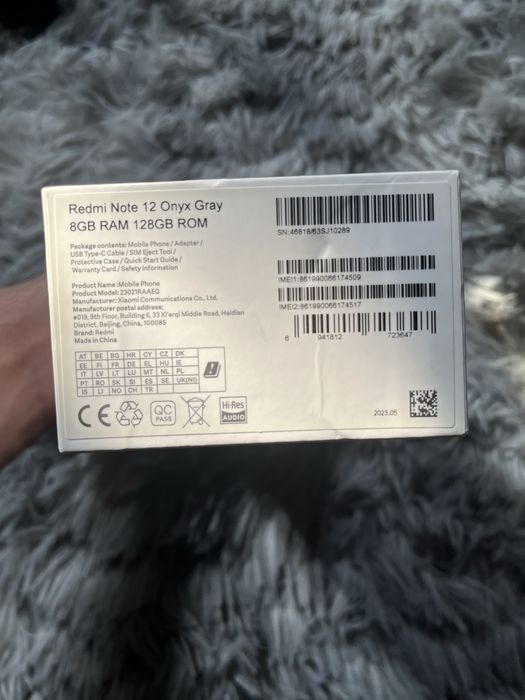 Redmi Note 12 Onyx Gray
8GB RAM 128GB ROM
Package contents: Mobile Phone / Adapter /
USB Type-C Cable / SIM Eject Tool /
Protective Case / Quick Start Guide /
Warranty Card / Safety Information
Product Name :Mobile Phone
Product Model: 23021RAAEG
Manufacturer: Xiaomi Communications Co., Ltd.
Manufacturer postal address:
#019, 9th Floor, Building 6, 33 Xi'erqi Middle Road, Haidian
District, Beijing, China, 100085
Brand: Redmi
Made in China
AT BE BG HR CY CZ DK
EE FI FR DE EL HU IE
IT LV LT LU MT NL PL
PT RO SK SI ES SE UK(NI)
IS LI NO CH TR
CE
QC
PASS
Hi-Res
AUDIO
SN:46618/63SJ10289
IMEI1:861990066174509
IMEI2:861990066174517
6 941812 723647
2023.05